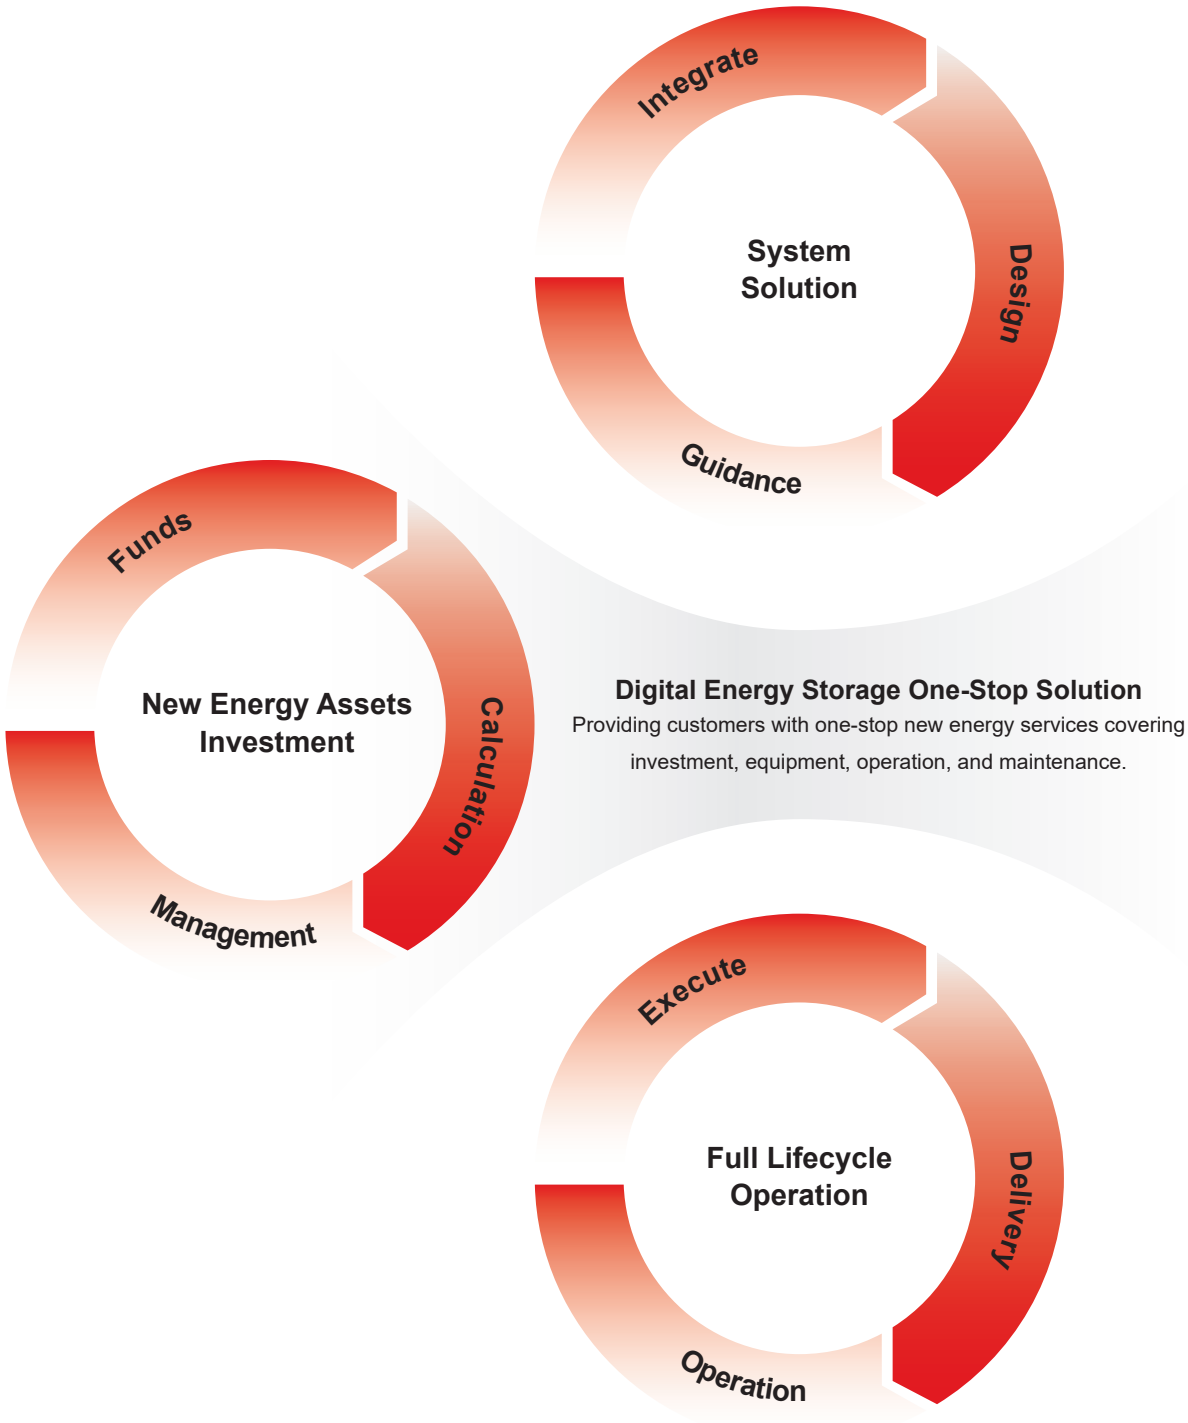 Integrate
System
Solution
Design
Guidance
Funds
New Energy Assets
Investment
Calculation
Management
Digital Energy Storage One-Stop Solution
Providing customers with one-stop new energy services covering
investment, equipment, operation, and maintenance.
Execute
Full Lifecycle
Operation
Delivery
Operation